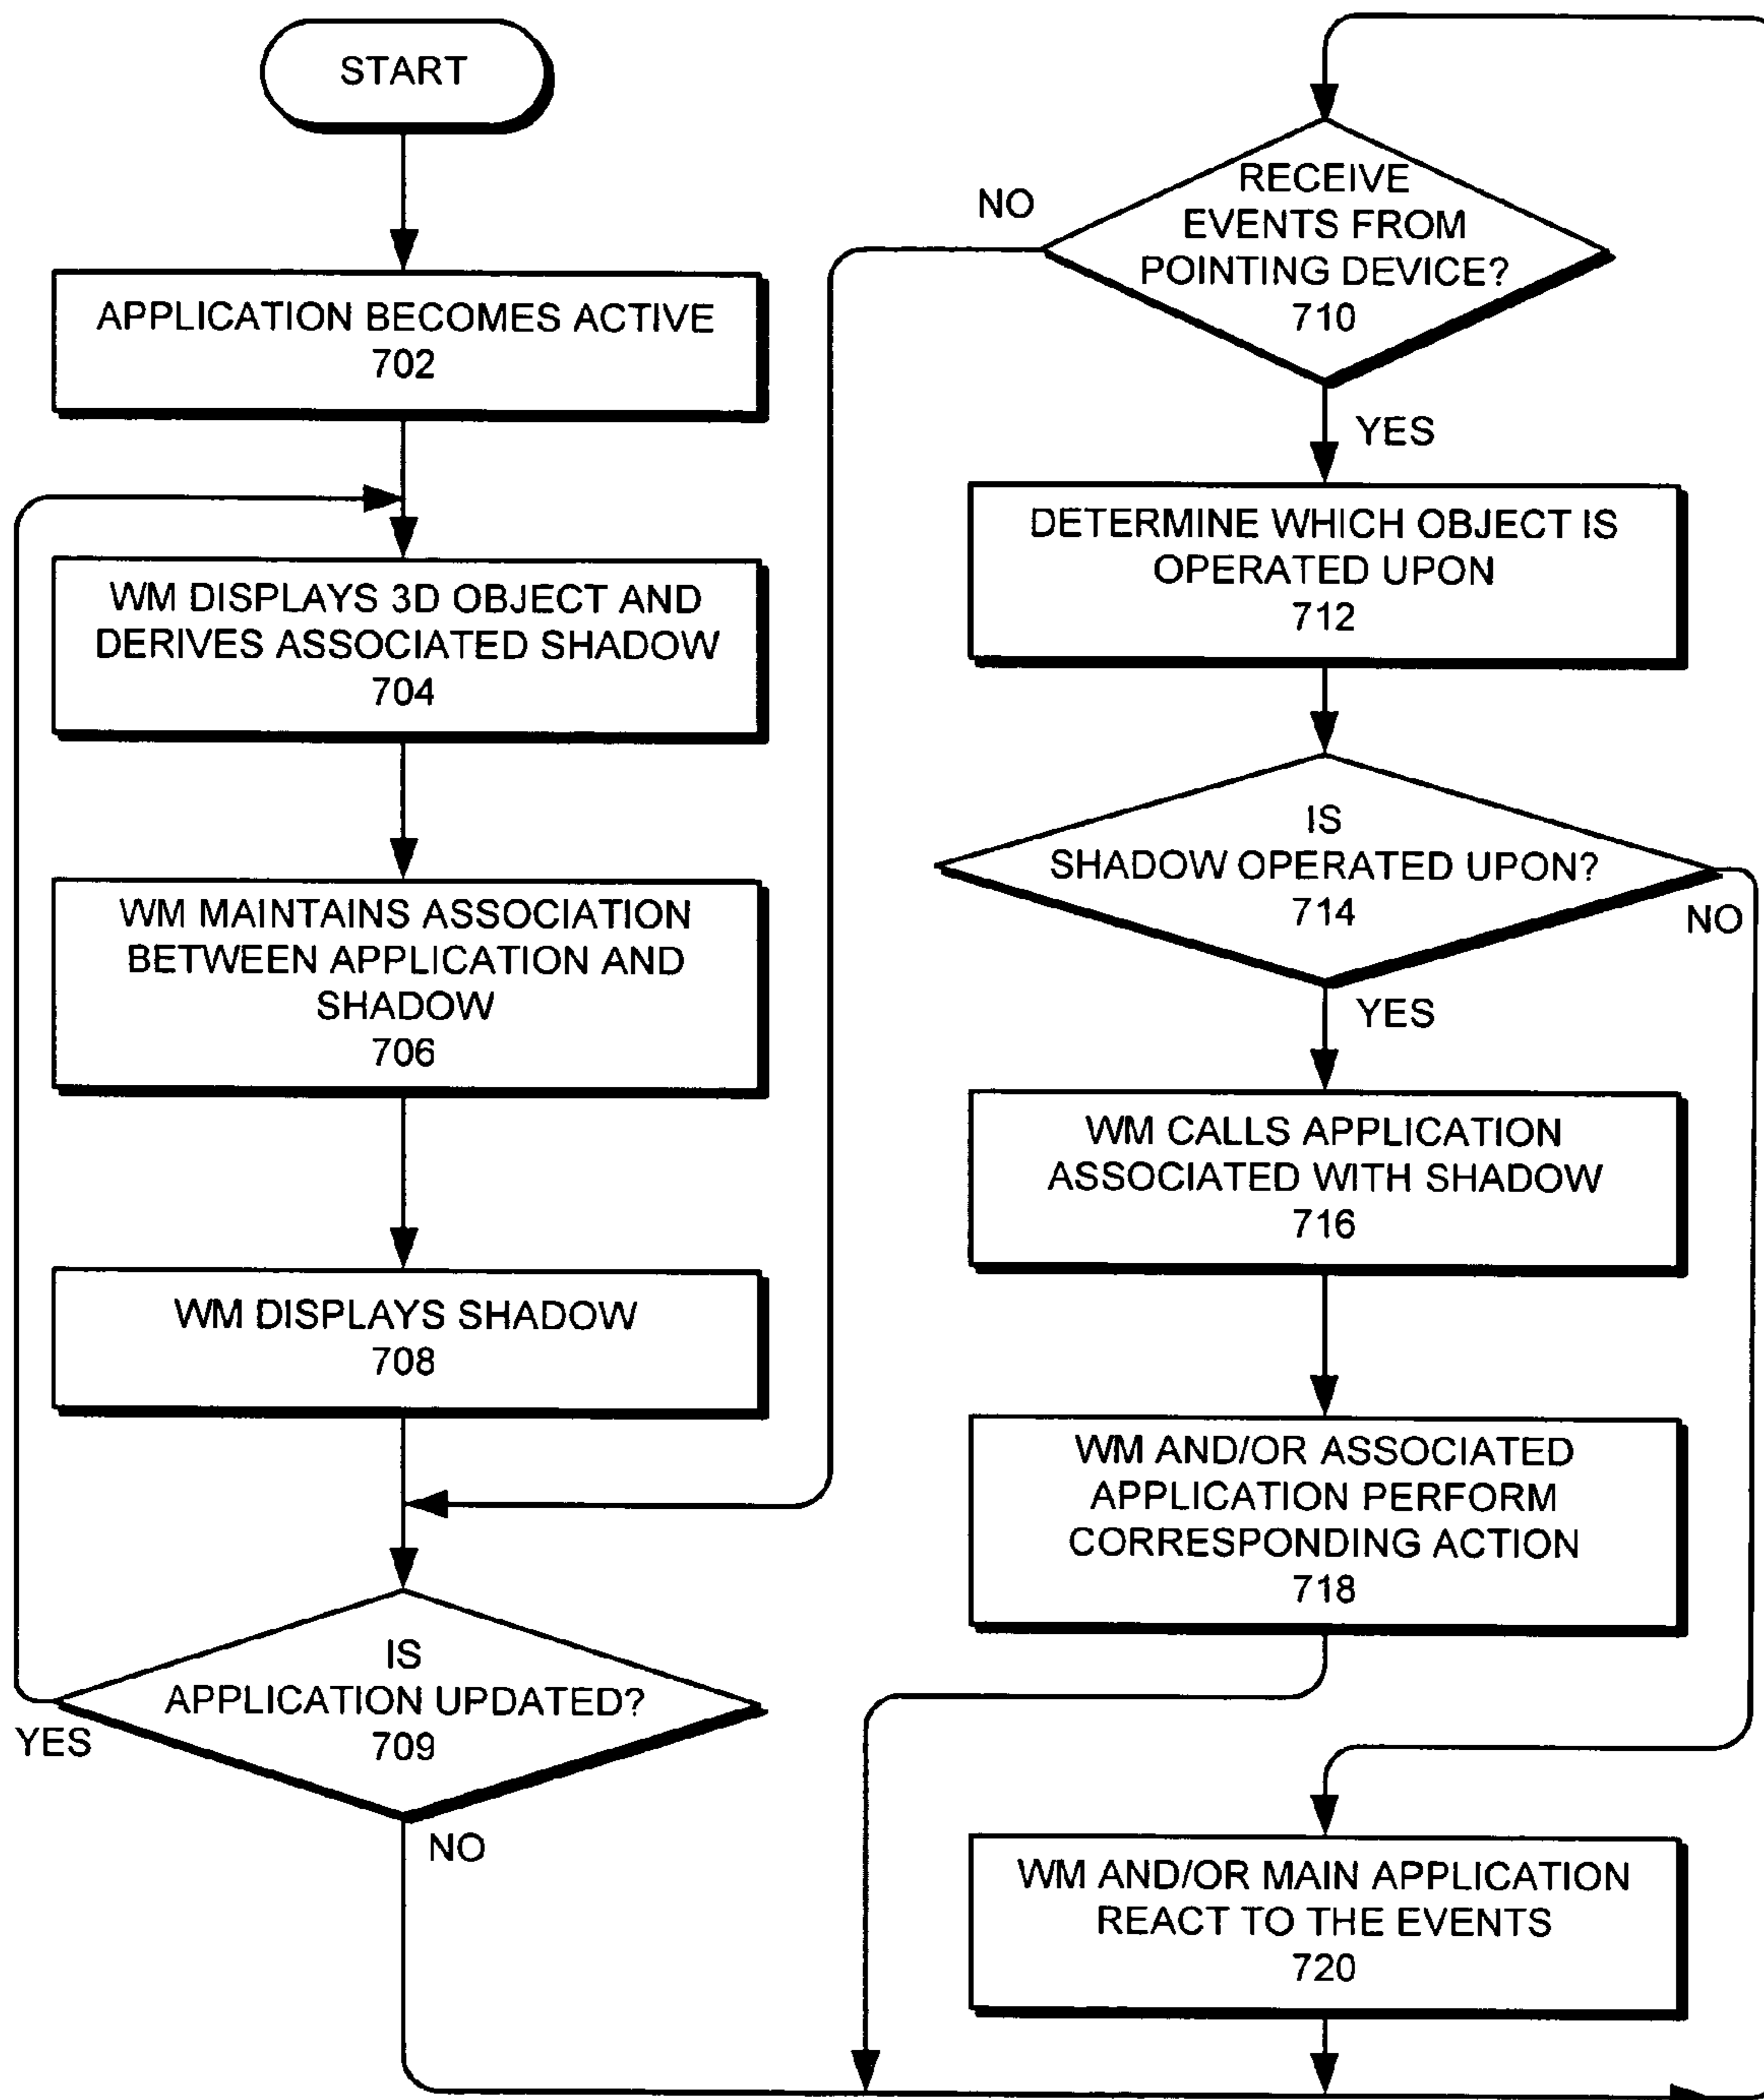 START
APPLICATION BECOMES ACTIVE
702
WM DISPLAYS 3D OBJECT AND
DERIVES ASSOCIATED SHADOW
704
WM MAINTAINS ASSOCIATION
BETWEEN APPLICATION AND
SHADOW
706
WM DISPLAYS SHADOW
708
IS
APPLICATION UPDATED?
709
YES
NO
RECEIVE
EVENTS FROM
POINTING DEVICE?
710
NO
YES
DETERMINE WHICH OBJECT IS
OPERATED UPON
712
IS
SHADOW OPERATED UPON?
714
NO
YES
WM CALLS APPLICATION
ASSOCIATED WITH SHADOW
716
WM AND/OR ASSOCIATED
APPLICATION PERFORM
CORRESPONDING ACTION
718
WM AND/OR MAIN APPLICATION
REACT TO THE EVENTS
720